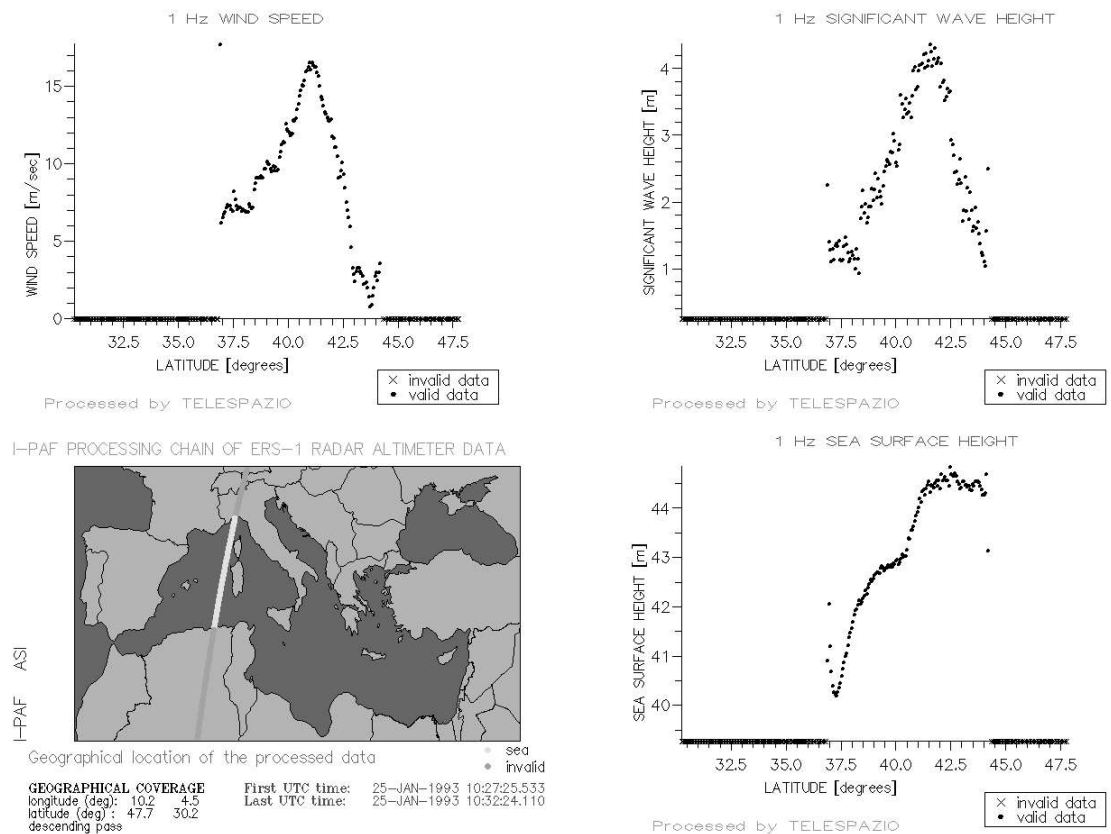 1 Hz WIND SPEED
WIND SPEED [m/sec]
15
10
5
0
32.5 35.0 37.5 40.0 42.5 45.0 47.5
LATITUDE [degrees]
× invalid data
• valid data
Processed by TELESPAZIO
1 Hz SIGNIFICANT WAVE HEIGHT
SIGNIFICANT WAVE HEIGHT [m]
4
3
2
1
32.5 35.0 37.5 40.0 42.5 45.0 47.5
LATITUDE [degrees]
× invalid data
• valid data
Processed by TELESPAZIO
I-PAF PROCESSING CHAIN OF ERS-1 RADAR ALTIMETER DATA
I-PAF ASI
Geographical location of the processed data
sea
invalid
GEOGRAPHICAL COVERAGE
longitude (deg): 10.2 4.5
latitude (deg) : 47.7 30.2
descending pass
First UTC time: 25-JAN-1993 10:27:25.533
Last UTC time: 25-JAN-1993 10:32:24.110
1 Hz SEA SURFACE HEIGHT
SEA SURFACE HEIGHT [m]
44
43
42
41
40
32.5 35.0 37.5 40.0 42.5 45.0 47.5
LATITUDE [degrees]
× invalid data
• valid data
Processed by TELESPAZIO